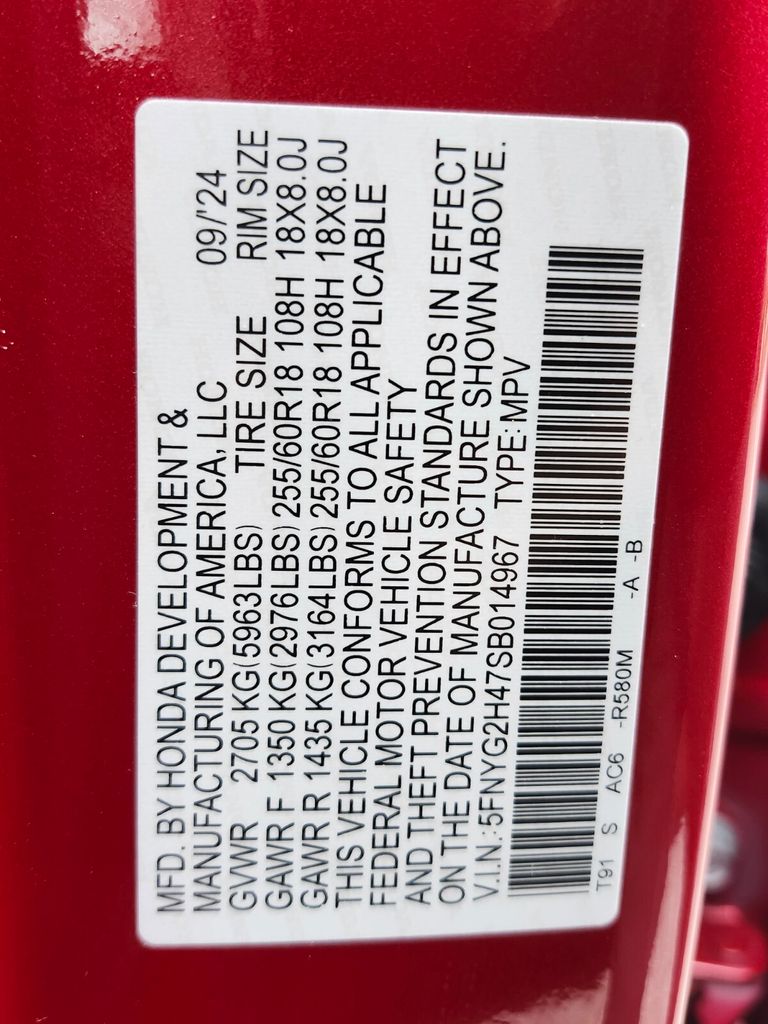 MFD. BY HONDA DEVELOPMENT &
MANUFACTURING OF AMERICA, LLC 09/'24
GVWR 2705 KG(5963LBS) TIRE SIZE RIM SIZE
GAWR F 1350 KG(2976LBS) 255/60R18 108H 18X8.0J
GAWR R 1435 KG(3164LBS) 255/60R18 108H 18X8.0J
THIS VEHICLE CONFORMS TO ALL APPLICABLE
FEDERAL MOTOR VEHICLE SAFETY
AND THEFT PREVENTION STANDARDS IN EFFECT
ON THE DATE OF MANUFACTURE SHOWN ABOVE.
V.I.N.: 5FNYG2H47SB014967 TYPE: MPV
T91 S AC6 -R580M -A -B